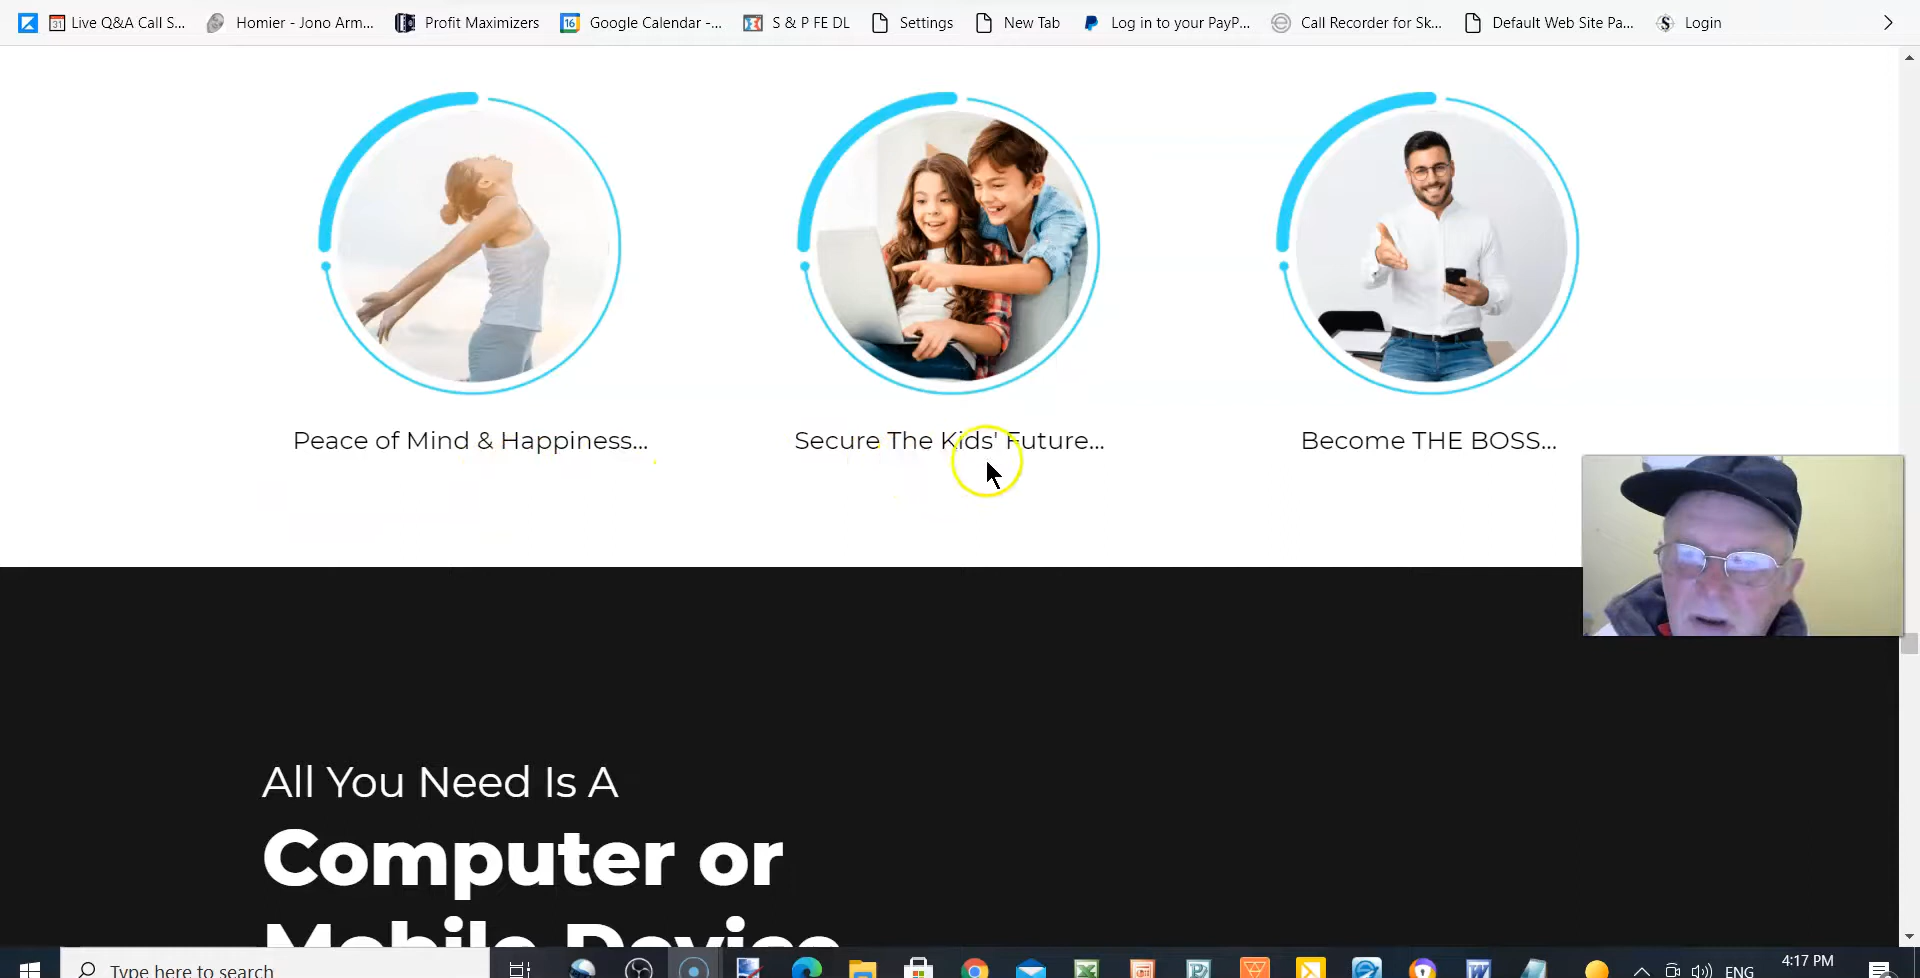 Live Q&A Call S...
Homier - Jono Arm...
Profit Maximizers
Google Calendar -...
S & P FE DL
Settings
New Tab
Log in to your PayP...
Call Recorder for Sk...
Default Web Site Pa...
Login
Peace of Mind & Happiness...
Secure The Kids' Future...
Become THE BOSS...
All You Need Is A
Computer or
Mobile Device
Type here to search
ENG
4:17 PM